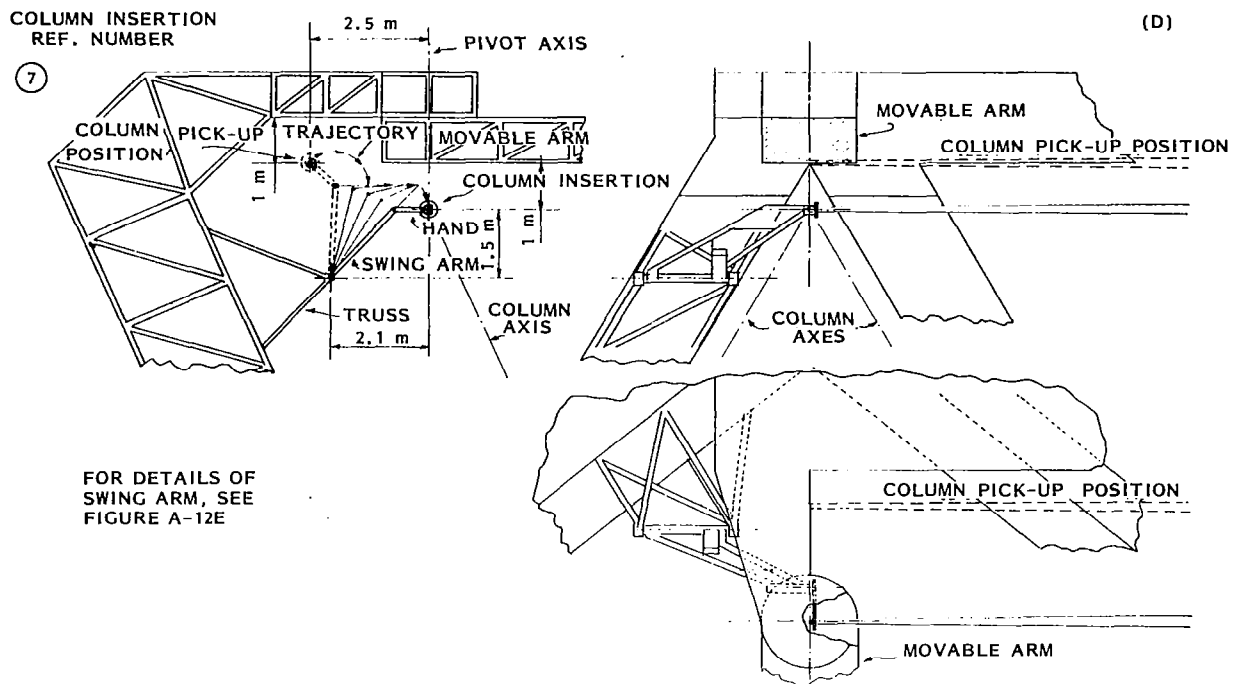 COLUMN INSERTION
REF. NUMBER
7
2.5 m
PIVOT AXIS
(D)
COLUMN
POSITION
PICK-UP
TRAJECTORY
MOVABLE ARM
1 m
COLUMN INSERTION
HAND
1 m
1.5 m
SWING ARM
TRUSS
2.1 m
COLUMN
AXIS
MOVABLE ARM
COLUMN PICK-UP POSITION
COLUMN
AXES
FOR DETAILS OF
SWING ARM, SEE
FIGURE A-12E
COLUMN PICK-UP POSITION
MOVABLE ARM